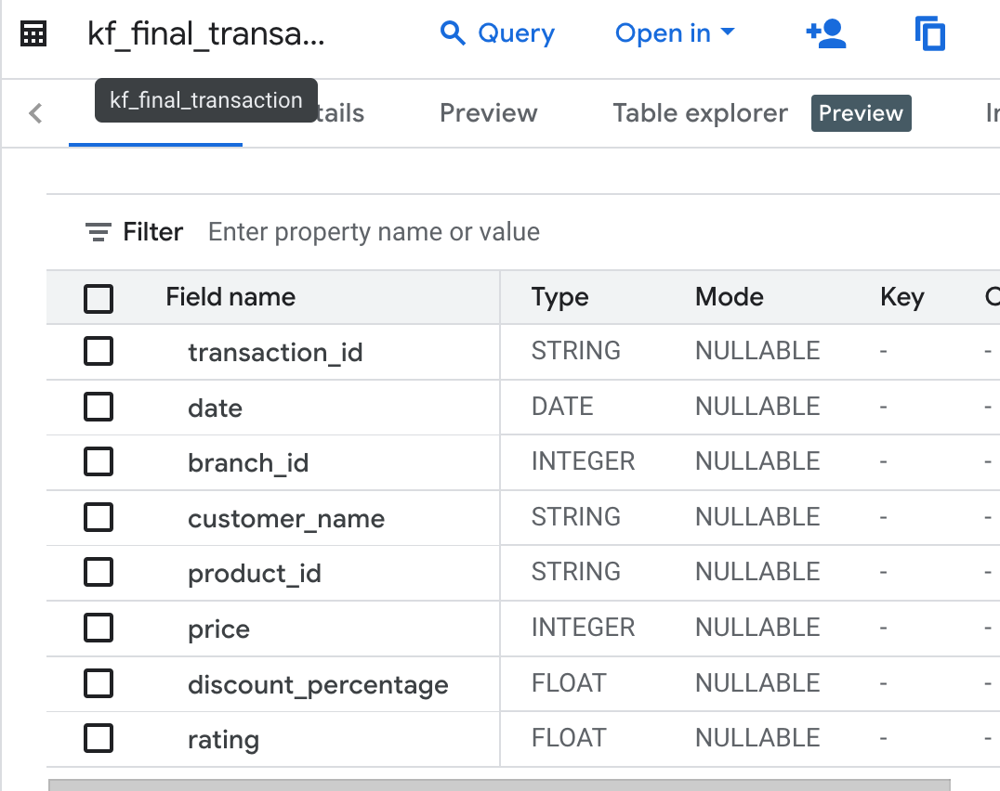 kf_final_transa... Query Open in
kf_final_transaction tails Preview Table explorer Preview
Filter Enter property name or value
Field name Type Mode Key
transaction_id STRING NULLABLE - -
date DATE NULLABLE - -
branch_id INTEGER NULLABLE - -
customer_name STRING NULLABLE - -
product_id STRING NULLABLE - -
price INTEGER NULLABLE - -
discount_percentage FLOAT NULLABLE - -
rating FLOAT NULLABLE - -